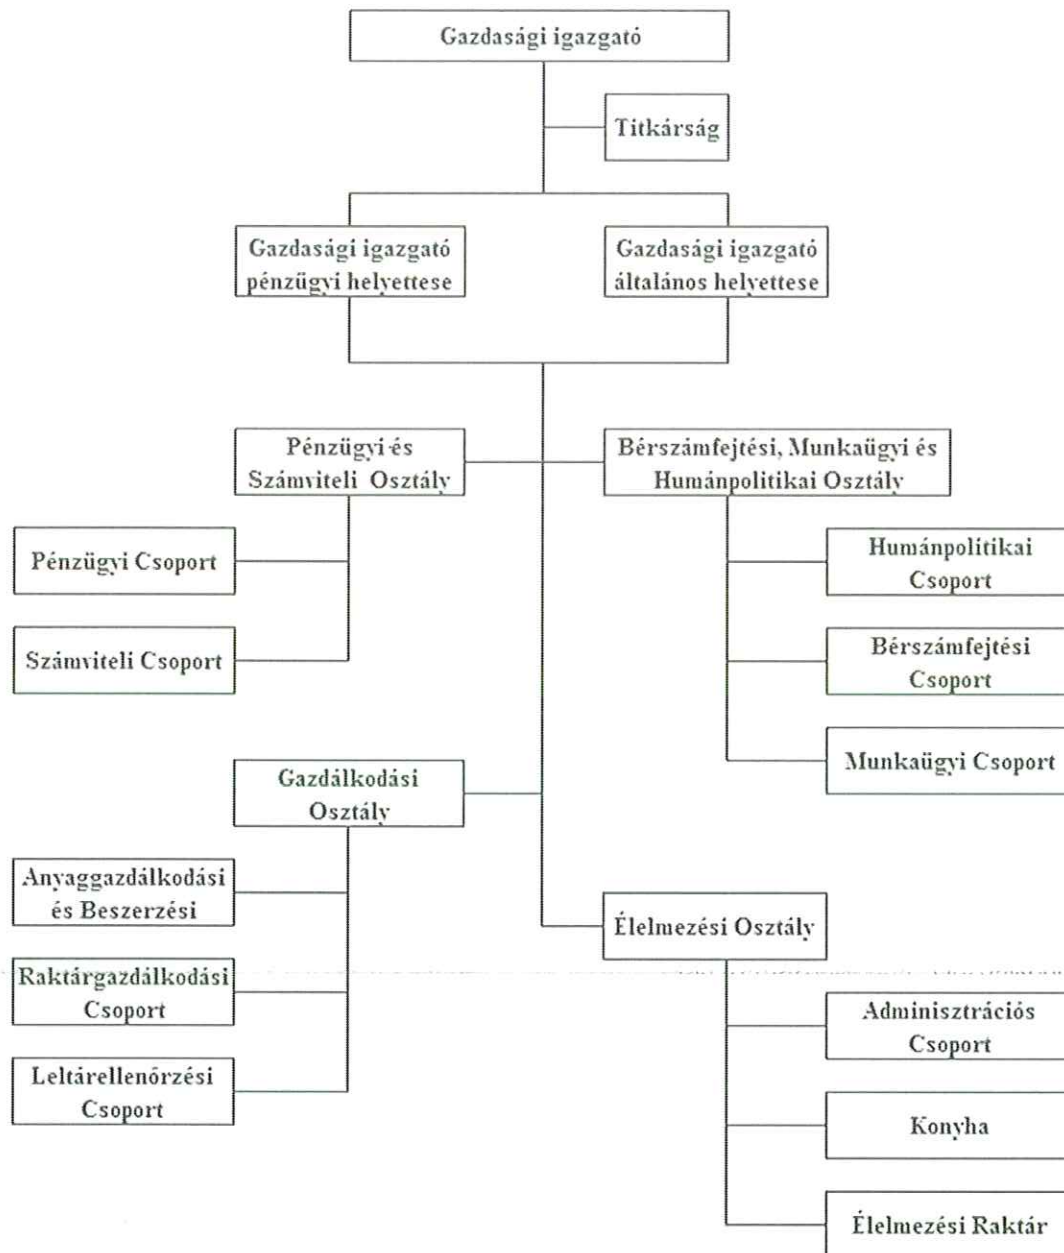 Gazdasági igazgató
Titkárság
Gazdasági igazgató
pénzügyi helyettese
Gazdasági igazgató
általános helyettese
Pénzügyi és
Számviteli Osztály
Bérszámfejtési, Munkaügyi és
Humánpolitikai Osztály
Pénzügyi Csoport
Számviteli Csoport
Humánpolitikai
Csoport
Bérszámfejtési
Csoport
Munkaügyi Csoport
Gazdálkodási
Osztály
Anyaggazdálkodási
és Beszerzési
Raktárgazdálkodási
Csoport
Leltárellenőrzési
Csoport
Élelmezési Osztály
Adminisztrációs
Csoport
Konyha
Élelmezési Raktár